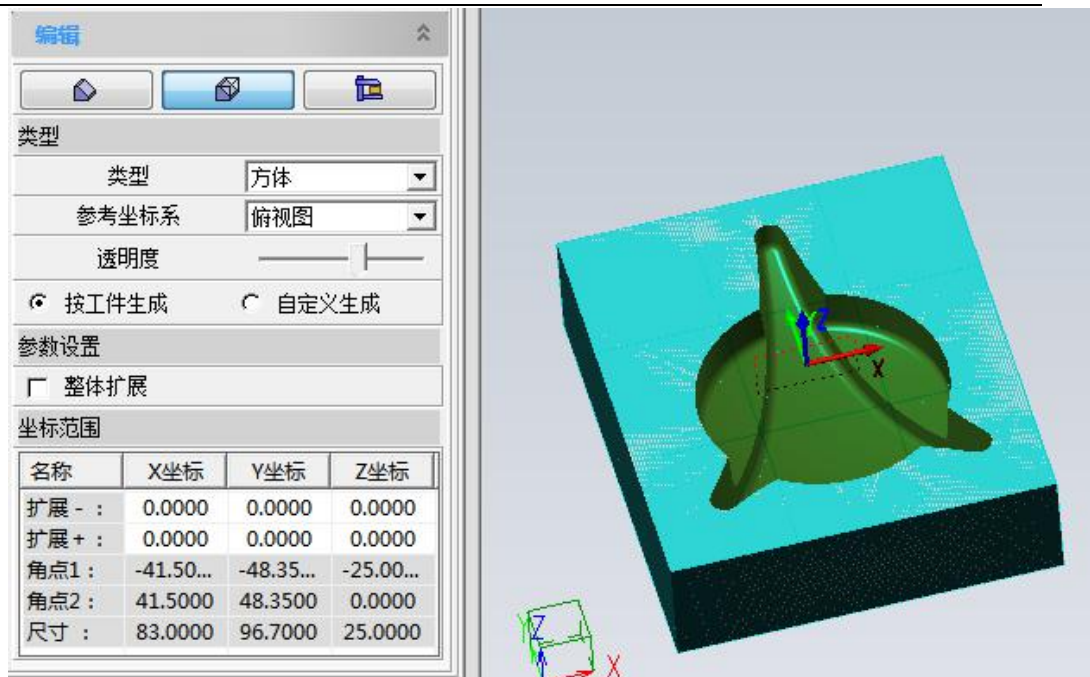 编辑
类型
类型 方体
参考坐标系 俯视图
透明度
按工件生成 自定义生成
参数设置
整体扩展
坐标范围
名称 X坐标 Y坐标 Z坐标
扩展 - : 0.0000 0.0000 0.0000
扩展 + : 0.0000 0.0000 0.0000
角点1 : -41.50... -48.35... -25.00...
角点2 : 41.5000 48.3500 0.0000
尺寸 : 83.0000 96.7000 25.0000
Y Z
X
Y Z
X